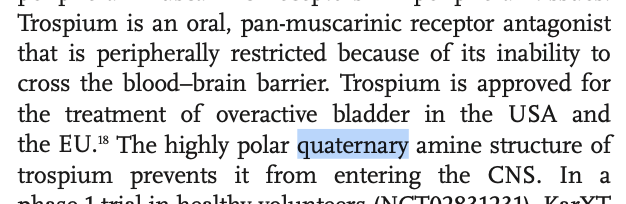 Trospium is an oral, pan-muscarinic receptor antagonist
that is peripherally restricted because of its inability to
cross the blood–brain barrier. Trospium is approved for
the treatment of overactive bladder in the USA and
the EU.¹⁸ The highly polar quaternary amine structure of
trospium prevents it from entering the CNS. In a
phase 1 trial in healthy volunteers (NCT02831231), KarXT